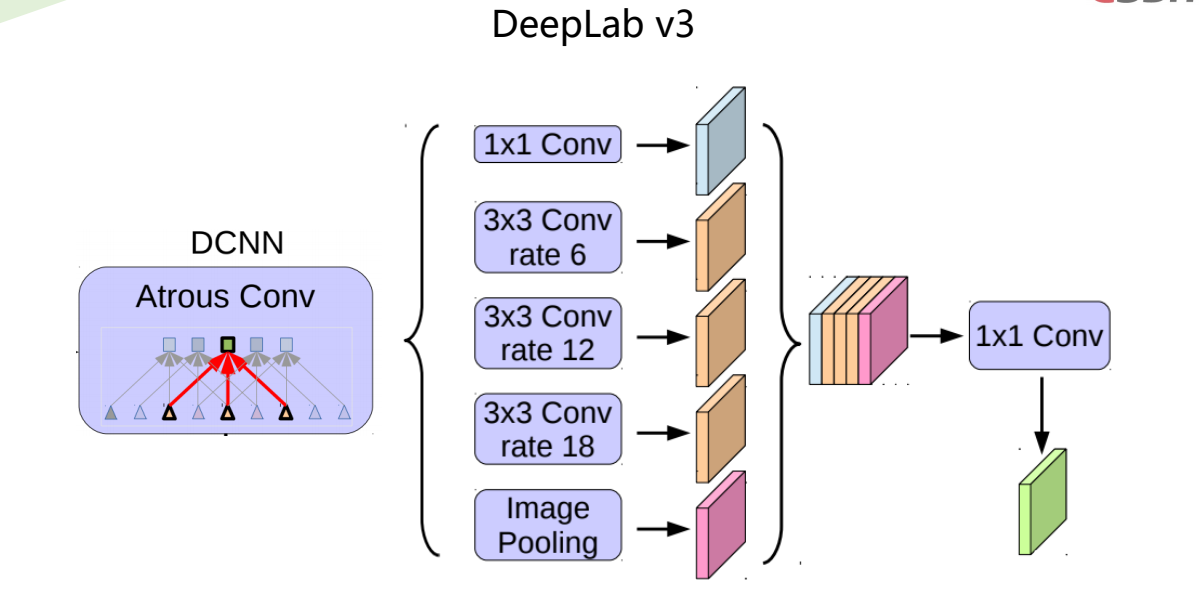 DeepLab v3
DCNN
Atrous Conv
1x1 Conv
3x3 Conv
rate 6
3x3 Conv
rate 12
3x3 Conv
rate 18
Image
Pooling
1x1 Conv